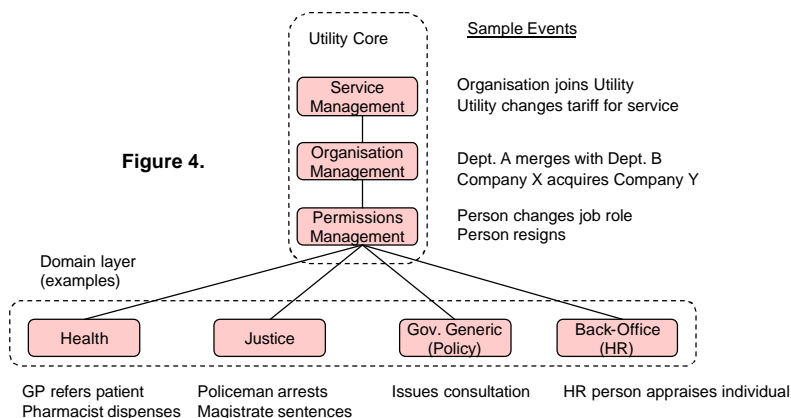 Utility Core
Sample Events
Service
Management
Organisation joins Utility
Utility changes tariff for service
Figure 4.
Organisation
Management
Dept. A merges with Dept. B
Company X acquires Company Y
Permissions
Management
Person changes job role
Person resigns
Domain layer
(examples)
Health
Justice
Gov. Generic
(Policy)
Back-Office
(HR)
GP refers patient
Pharmacist dispenses
Policeman arrests
Magistrate sentences
Issues consultation
HR person appraises individual